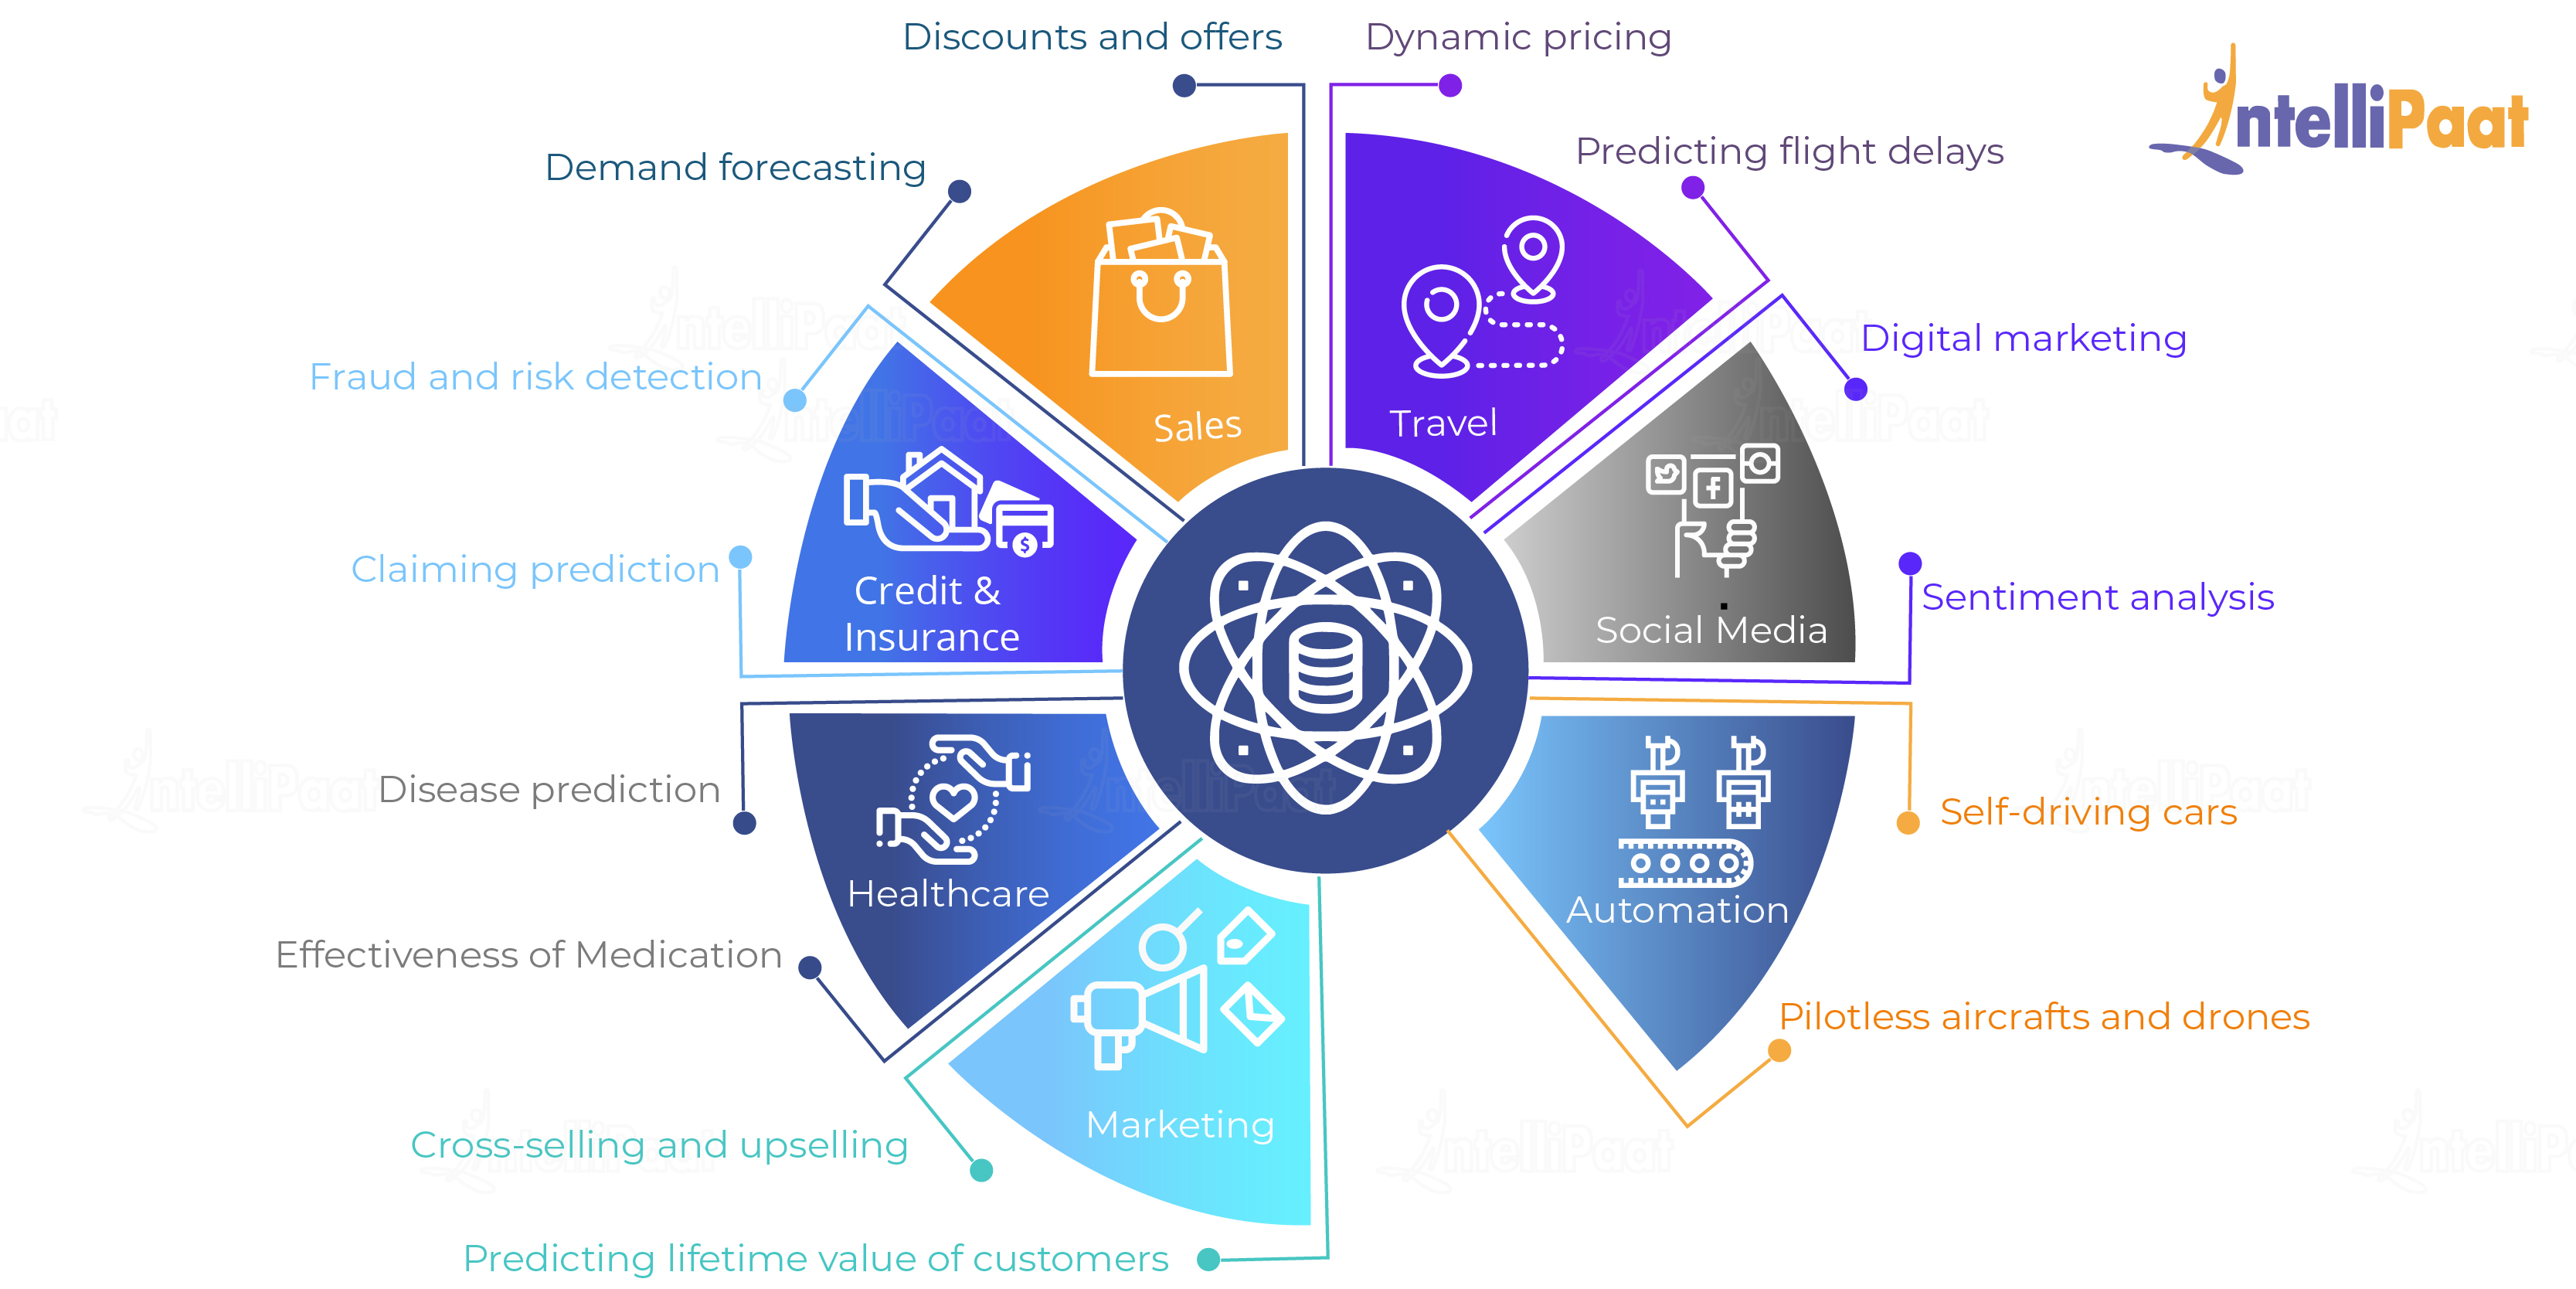 Discounts and offers
Dynamic pricing
IntelliPaat
Demand forecasting
Predicting flight delays
Fraud and risk detection
Digital marketing
Sales
Travel
Claiming prediction
Credit &
Insurance
Social Media
Sentiment analysis
Disease prediction
Healthcare
Self-driving cars
Automation
Effectiveness of Medication
Pilotless aircrafts and drones
Cross-selling and upselling
Marketing
Predicting lifetime value of customers